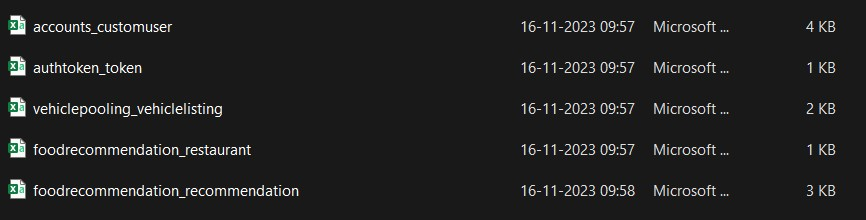 accounts_customuser 16-11-2023 09:57 Microsoft ... 4 KB
authtoken_token 16-11-2023 09:57 Microsoft ... 1 KB
vehiclepooling_vehiclelisting 16-11-2023 09:57 Microsoft ... 2 KB
foodrecommendation_restaurant 16-11-2023 09:57 Microsoft ... 1 KB
foodrecommendation_recommendation 16-11-2023 09:58 Microsoft ... 3 KB